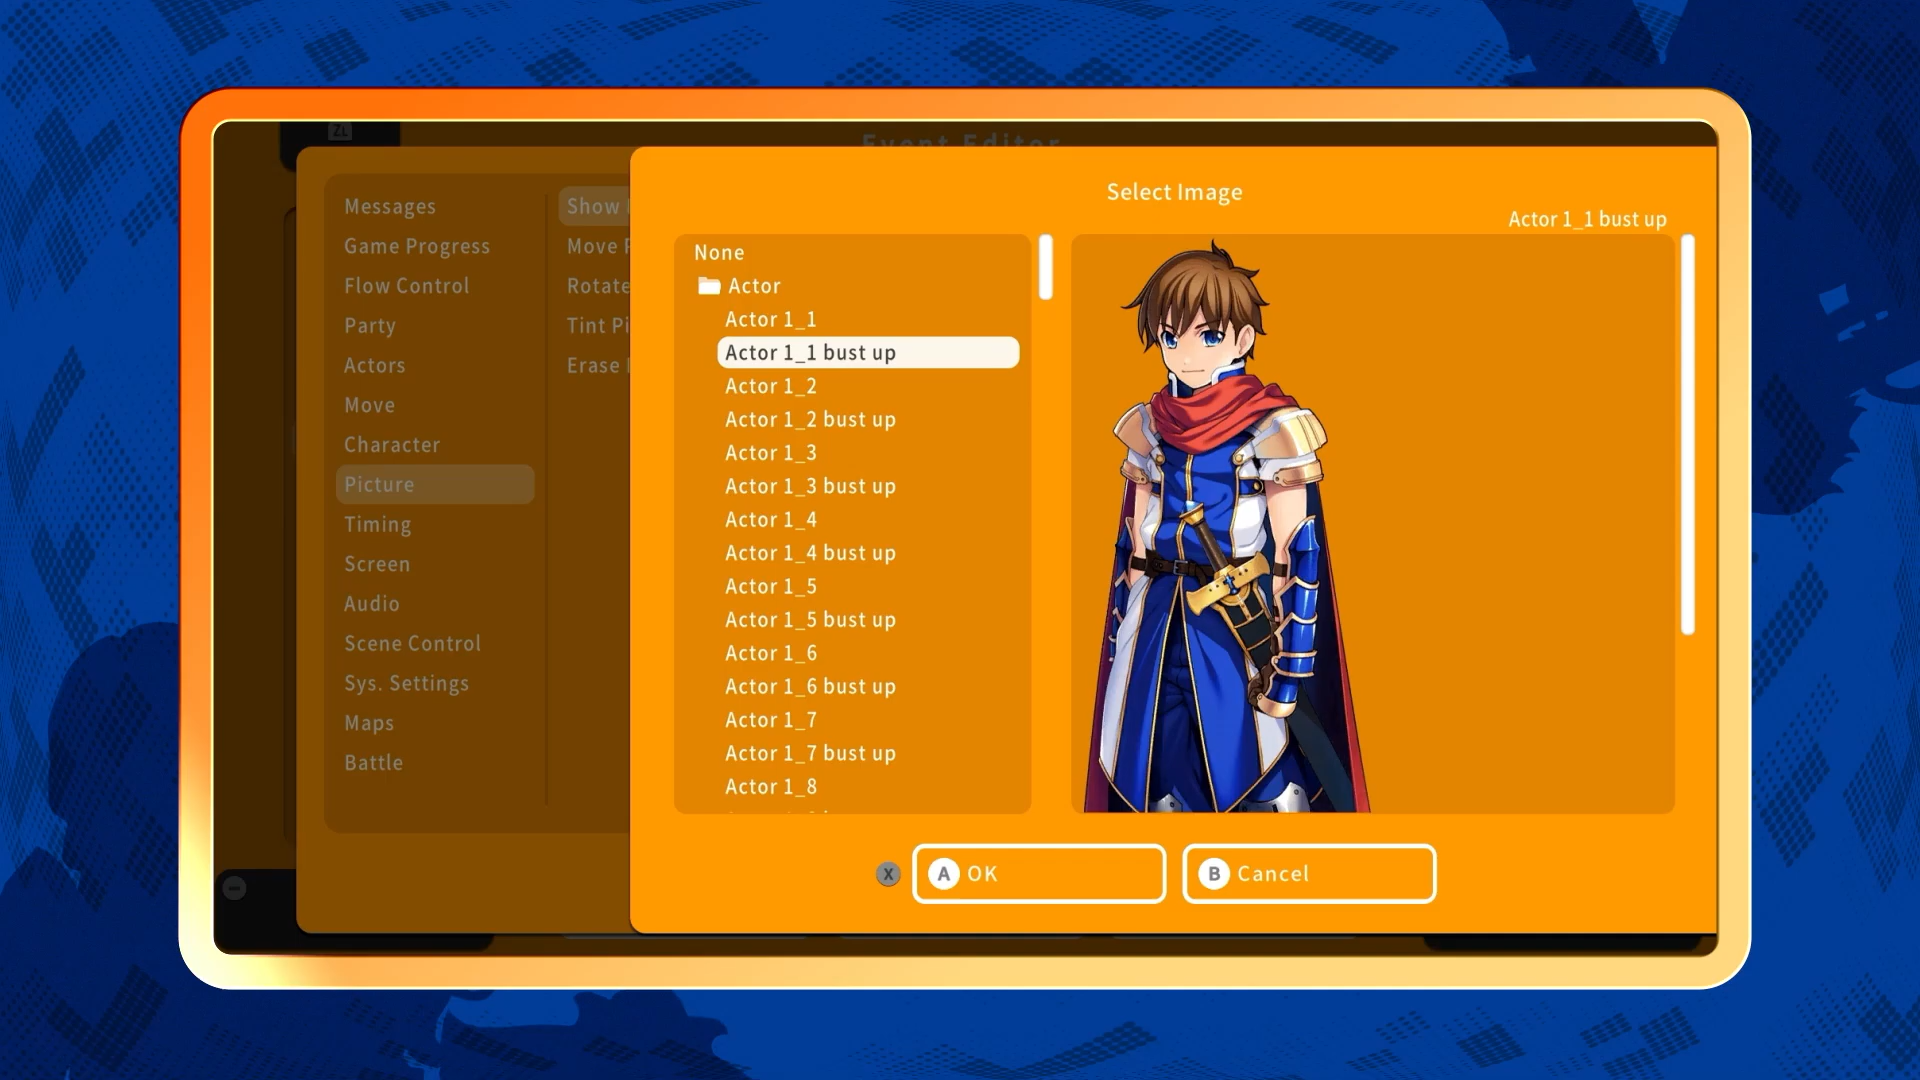 ZL
Event Editor
Messages
Game Progress
Flow Control
Party
Actors
Move
Character
Picture
Timing
Screen
Audio
Scene Control
Sys. Settings
Maps
Battle
Show
Move
Rotate
Tint
Erase
Select Image
Actor 1_1 bust up
None
Actor
Actor 1_1
Actor 1_1 bust up
Actor 1_2
Actor 1_2 bust up
Actor 1_3
Actor 1_3 bust up
Actor 1_4
Actor 1_4 bust up
Actor 1_5
Actor 1_5 bust up
Actor 1_6
Actor 1_6 bust up
Actor 1_7
Actor 1_7 bust up
Actor 1_8
X A OK B Cancel